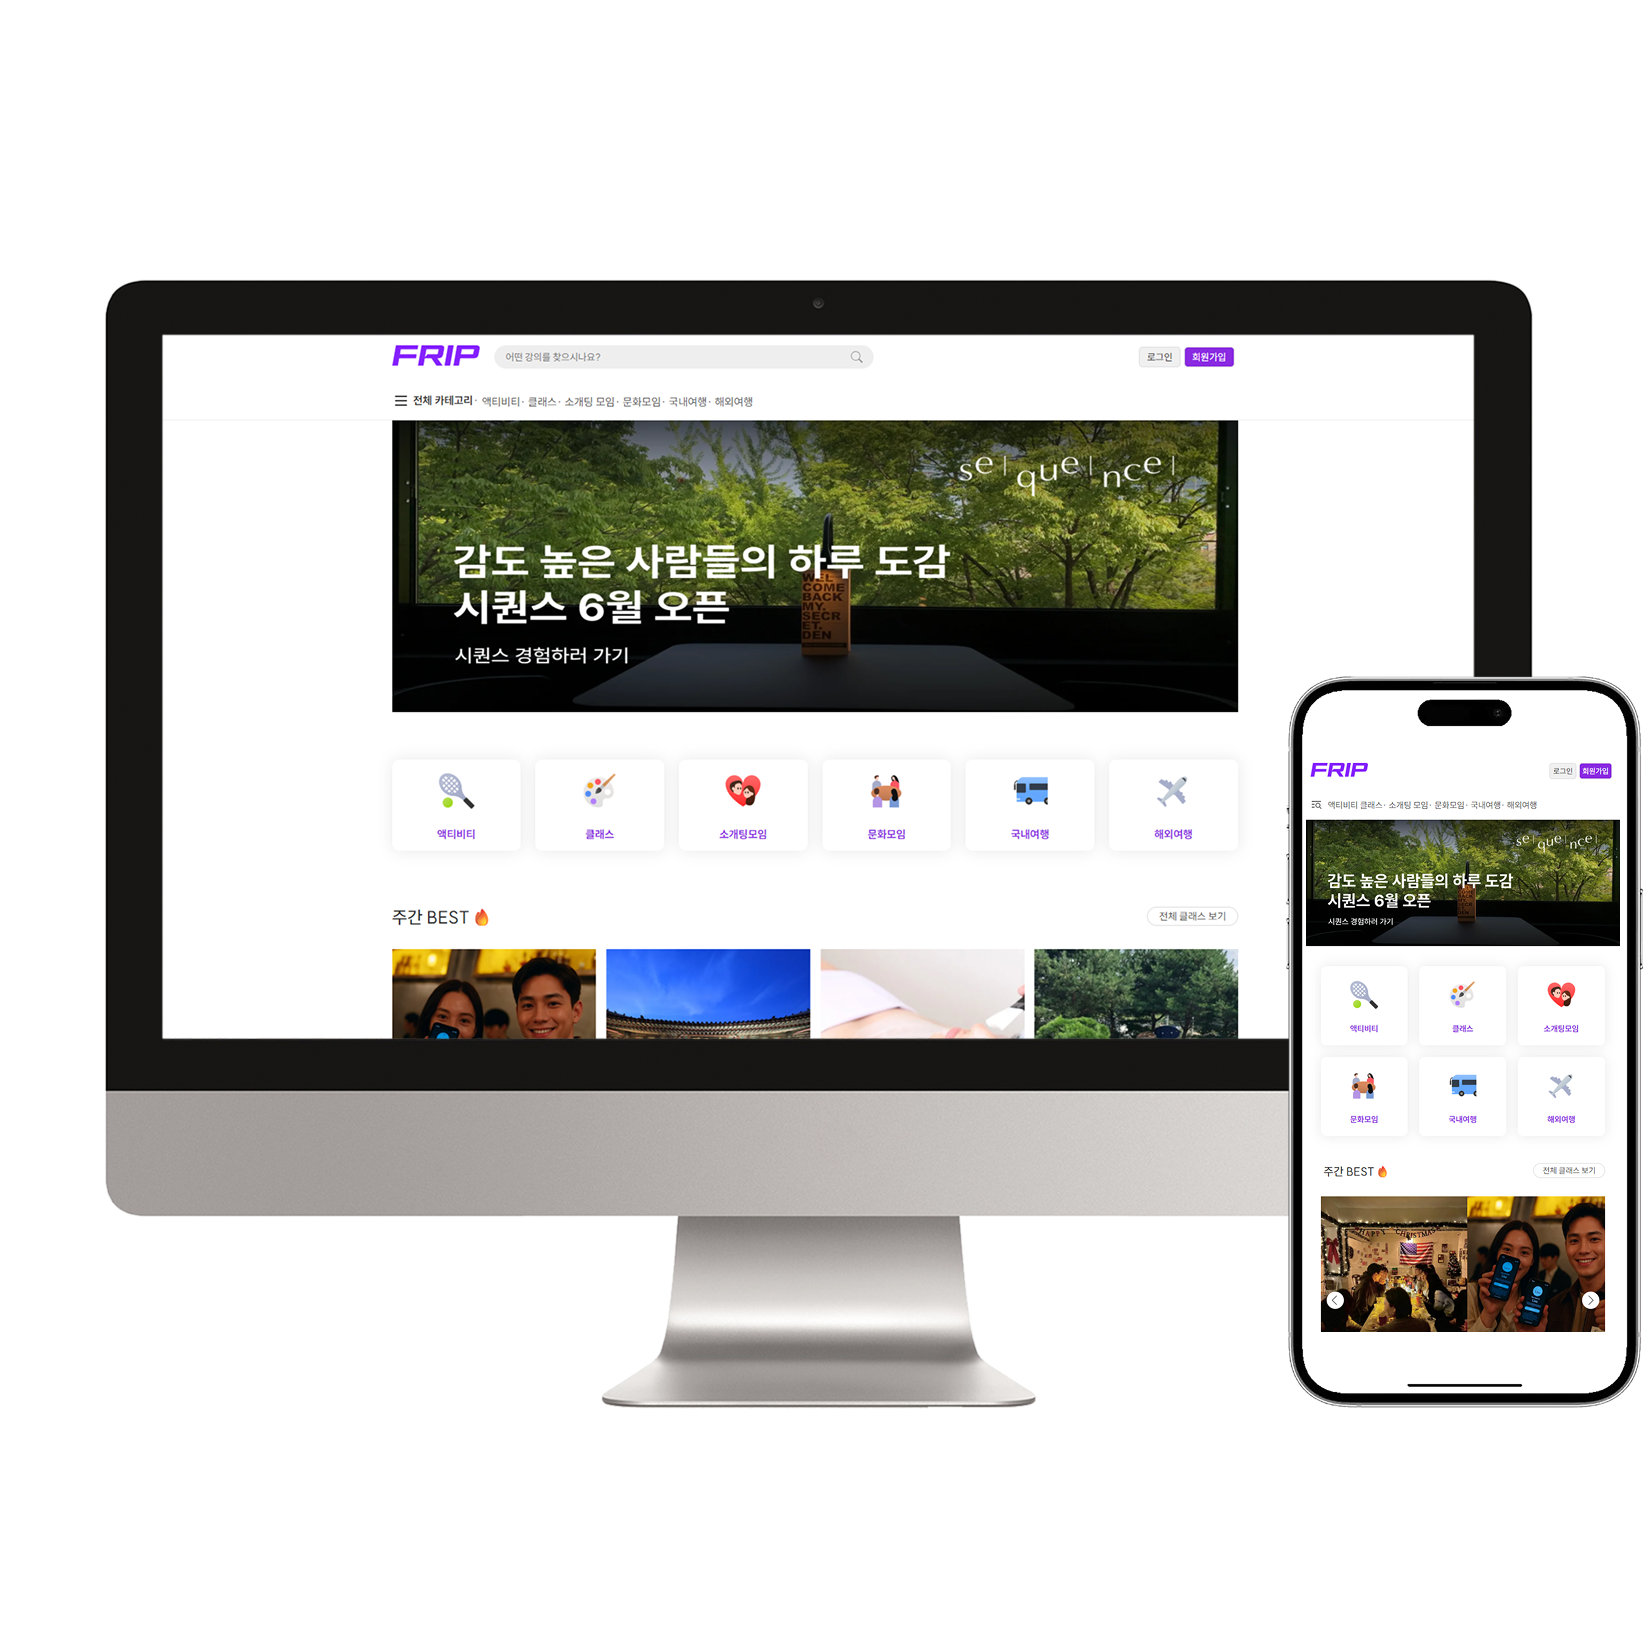 FRIP
어떤 강의를 찾으시나요?
로그인
회원가입
전체 카테고리· 액티비티· 클래스· 소개팅 모임· 문화모임· 국내여행· 해외여행
se|que|nce|
감도 높은 사람들의 하루 도감
시퀀스 6월 오픈
시퀀스 경험하러 가기
WEL
COME
BACK
MY.
SECR
ET.
DEN
액티비티
클래스
소개팅모임
문화모임
국내여행
해외여행
주간 BEST
전체 클래스 보기
FRIP
로그인
회원가입
액티비티 클래스· 소개팅 모임· 문화모임· 국내여행· 해외여행
se|que|nce|
감도 높은 사람들의 하루 도감
시퀀스 6월 오픈
시퀀스 경험하러 가기
액티비티
클래스
소개팅모임
문화모임
국내여행
해외여행
주간 BEST
전체 클래스 보기
HAPPY CHRISTMAS